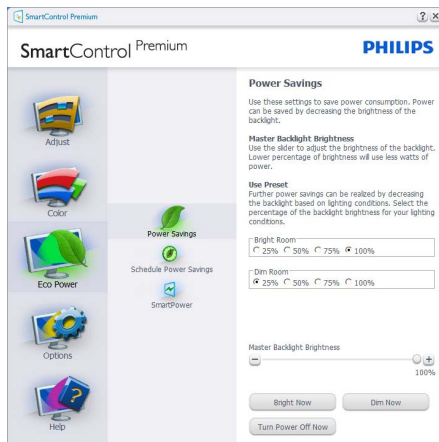 SmartControl Premium
? X
SmartControl Premium
PHILIPS
Adjust
Color
Eco Power
Options
Help
Power Savings
Schedule Power Savings
SmartPower
Power Savings
Use these settings to save power consumption. Power
can be saved by decreasing the brightness of the
backlight.
Master Backlight Brightness
Use the slider to adjust the brightness of the backlight.
Lower percentage of brightness will use less watts of
power.
Use Preset
Further power savings can be realized by decreasing
the backlight based on lighting conditions. Select the
percentage of the backlight brightness for your lighting
conditions.
Bright Room
25% 50% 75% 100%
Dim Room
25% 50% 75% 100%
Master Backlight Brightness
- +
100%
Bright Now Dim Now
Turn Power Off Now